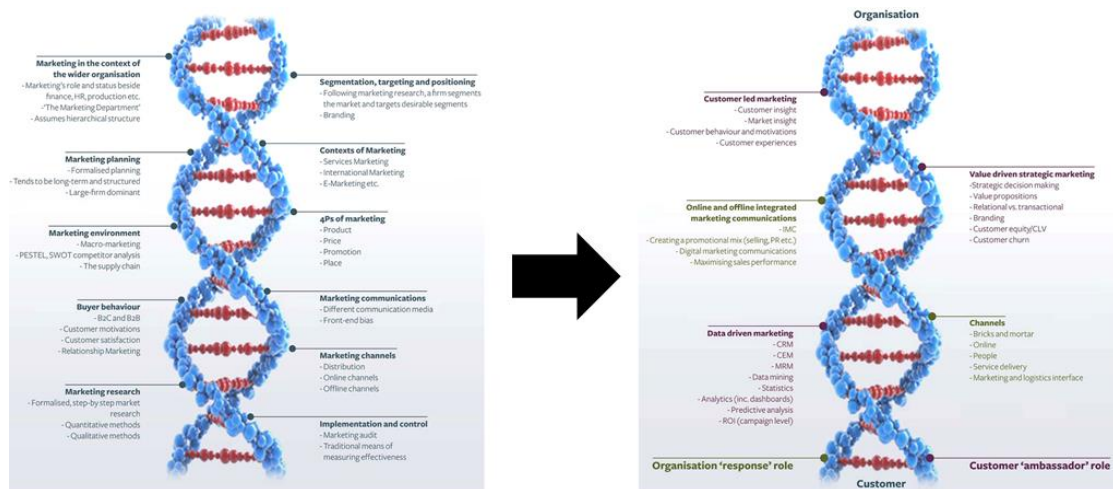 Marketing in the context of
the wider organisation
- Marketing's role and status beside
finance, HR, production etc.
-'The Marketing Department'
- Assumes hierarchical structure
Segmentation, targeting and positioning
- Following marketing research, a firm segments
the market and targets desirable segments
- Branding
Marketing planning
- Formalised planning
- Tends to be long-term and structured
- Large-firm dominant
Contexts of Marketing
- Services Marketing
- International Marketing
- E-Marketing etc.
4Ps of marketing
- Product
- Price
- Promotion
- Place
Marketing environment
- Macro-marketing
- PESTEL, SWOT competitor analysis
- The supply chain
Buyer behaviour
- B2C and B2B
- Customer motivations
- Customer satisfaction
- Relationship Marketing
Marketing communications
- Different communication media
- Front-end bias
Marketing channels
- Distribution
- Online channels
- Offline channels
Marketing research
- Formalised, step by step market
research
- Quantitative methods
- Qualitative methods
Implementation and control
- Marketing audit
- Traditional means of
measuring effectiveness
Organisation
Customer led marketing
- Customer insight
- Market insight
- Customer behaviour and motivations
- Customer experiences
Value driven strategic marketing
-Strategic decision making
- Value propositions
- Relational vs. transactional
- Branding
- Customer equity/CLV
- Customer churn
Online and offline integrated
marketing communications
- IMC
- Creating a promotional mix (selling, PR etc.)
- Digital marketing communications
- Maximising sales performance
Data driven marketing
- CRM
- CEM
- MRM
- Data mining
- Statistics
- Analytics (inc. dashboards)
- Predictive analysis
- ROI (campaign level)
Channels
- Bricks and mortar
- Online
- People
- Service delivery
- Marketing and logistics interface
Organisation 'response' role
Customer 'ambassador' role
Customer